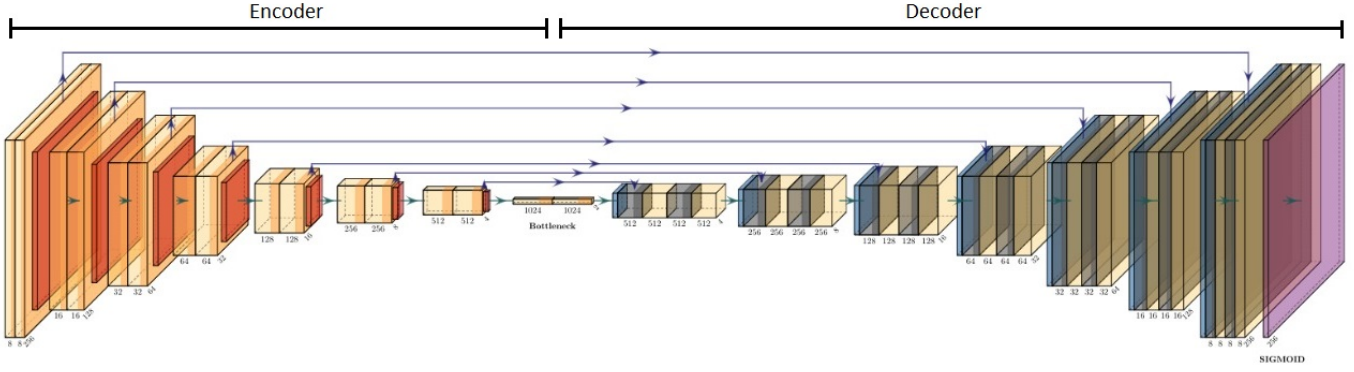 Encoder
Decoder
8 8 256
16 16 128
32 32 64
64 64 32
128 128 16
256 256 8
512 512 4
1024 1024 2
Bottleneck
512 512 512 512 4
256 256 256 256 8
128 128 128 128 16
64 64 64 64 32
32 32 32 32 64
16 16 16 16 128
8 8 8 8 256
256
SIGMOID